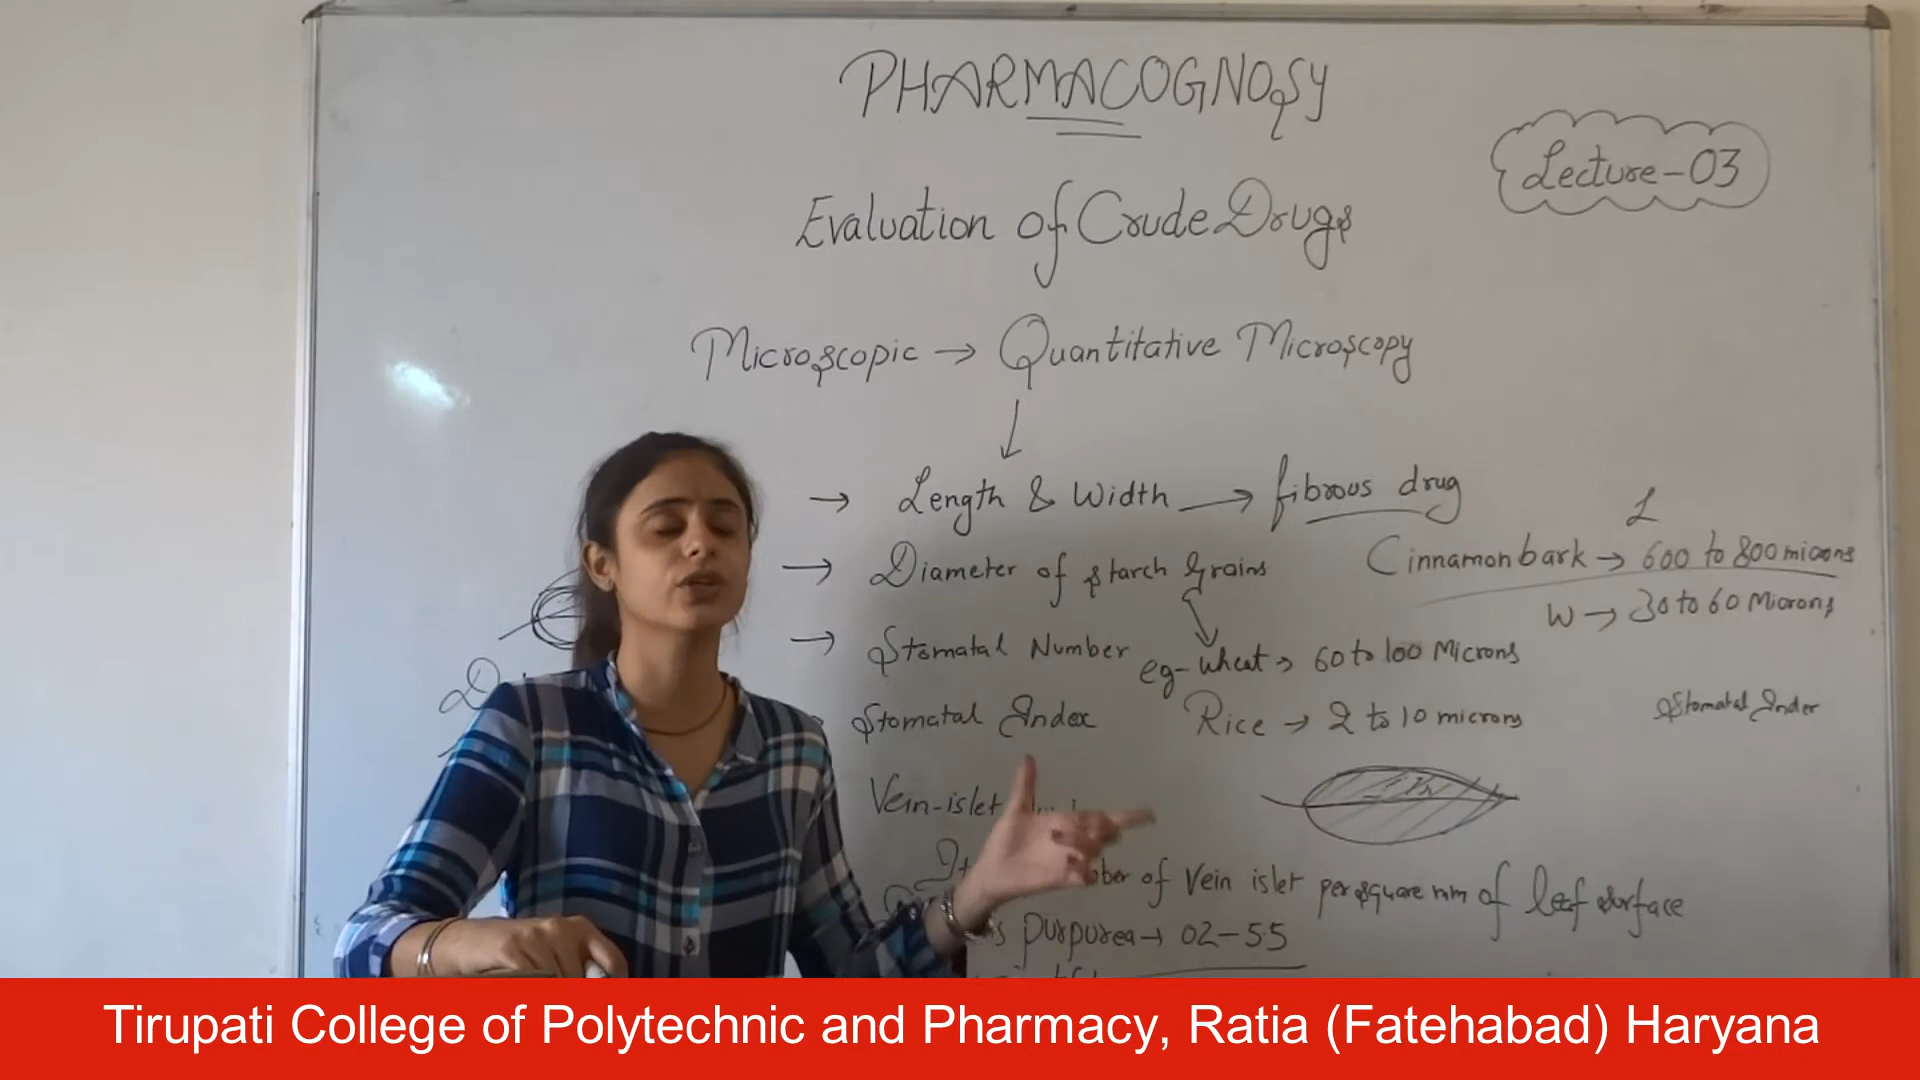 PHARMACOGNOSY
Lecture-03
Evaluation of Crude Drugs
Microscopic → Quantitative Microscopy
↓
→ Length & Width → fibrous drug
L
→ Diameter of starch Grains
Cinnamon bark → 600 to 800 microns
W → 30 to 60 Microns
→ Stomatal Number
eg- Wheat → 60 to 100 Microns
Stomatal Index
Rice → 2 to 10 microns
Stomatal Index
Vein-islet
of Vein islet per square mm of leaf surface
purpurea → 02-5.5
Tirupati College of Polytechnic and Pharmacy, Ratia (Fatehabad) Haryana